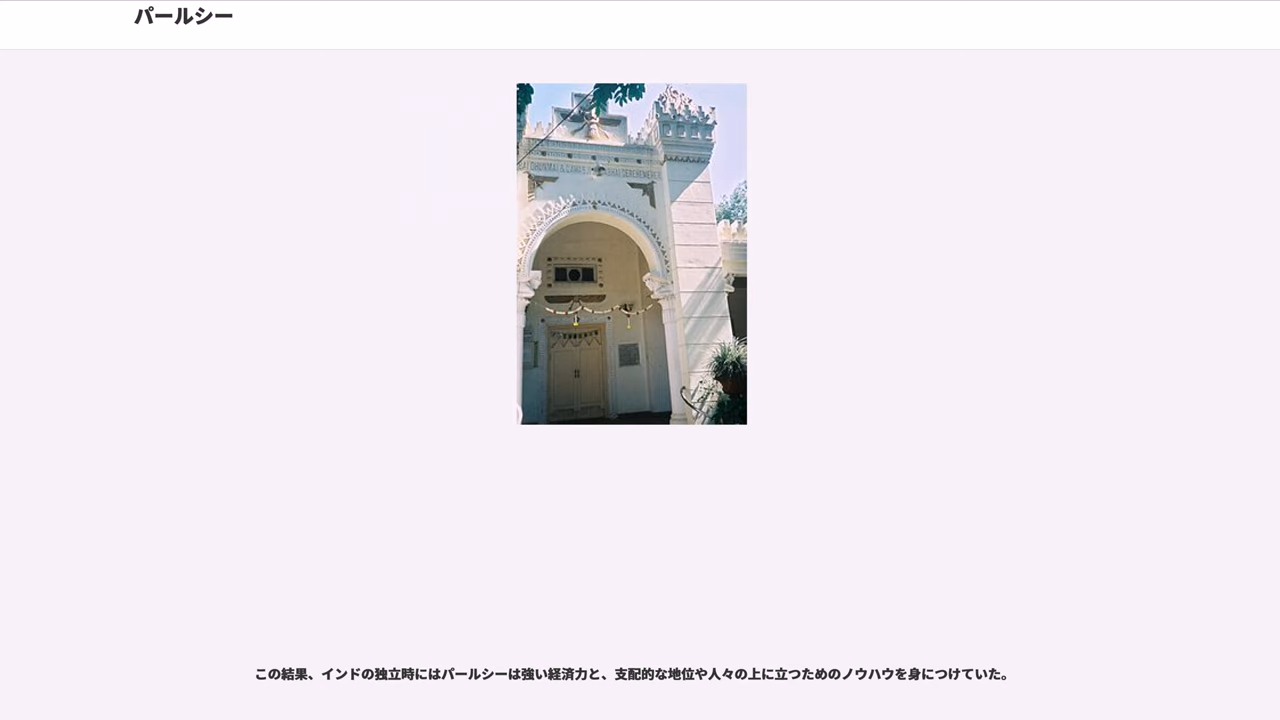 パールシー
この結果、インドの独立時にはパールシーは強い経済力と、支配的な地位や人々の上に立つためのノウハウを身につけていた。